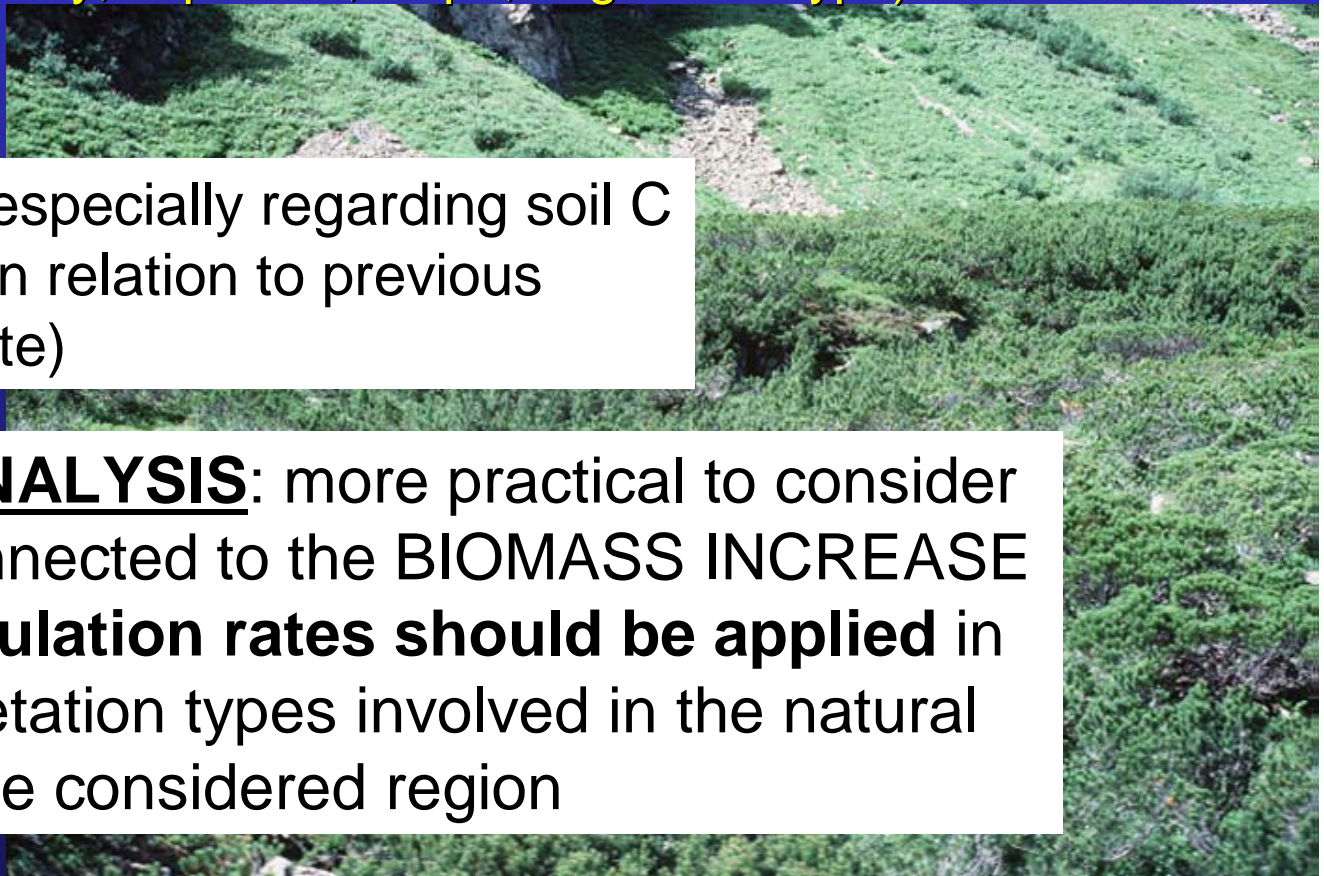 especially regarding soil C
n relation to previous
te)
NALYSIS: more practical to consider
nnected to the BIOMASS INCREASE
ulation rates should be applied in
etation types involved in the natural
e considered region